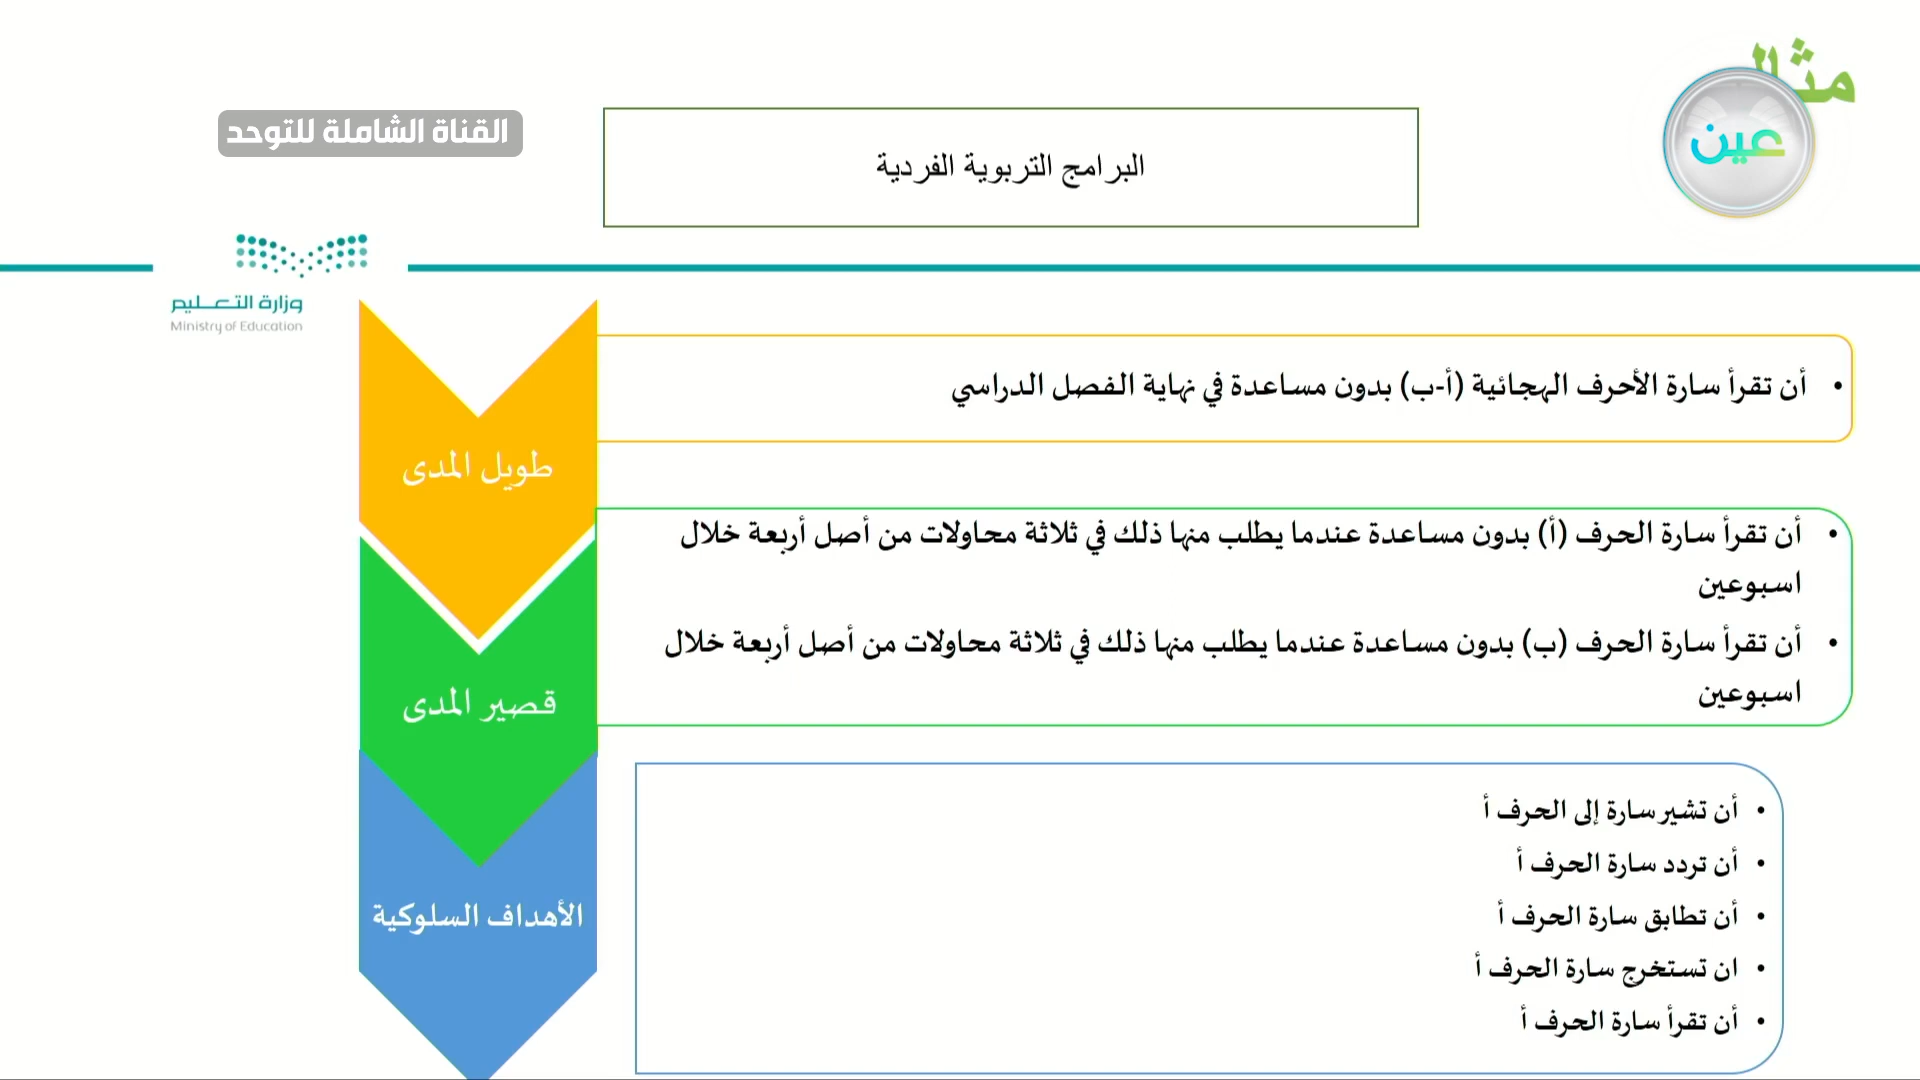 مثال
عين
القناة الشاملة للتوحد
البرامج التربوية الفردية
وزارة التعليم
Ministry of Education
طويل المدى
• أن تقرأ سارة الأحرف الهجائية (أ-ب) بدون مساعدة في نهاية الفصل الدراسي
قصير المدى
• أن تقرأ سارة الحرف (أ) بدون مساعدة عندما يطلب منها ذلك في ثلاثة محاولات من أصل أربعة خلال
اسبوعين
• أن تقرأ سارة الحرف (ب) بدون مساعدة عندما يطلب منها ذلك في ثلاثة محاولات من أصل أربعة خلال
اسبوعين
الأهداف السلوكية
• أن تشير سارة إلى الحرف أ
• أن تردد سارة الحرف أ
• أن تطابق سارة الحرف أ
• ان تستخرج سارة الحرف أ
• أن تقرأ سارة الحرف أ